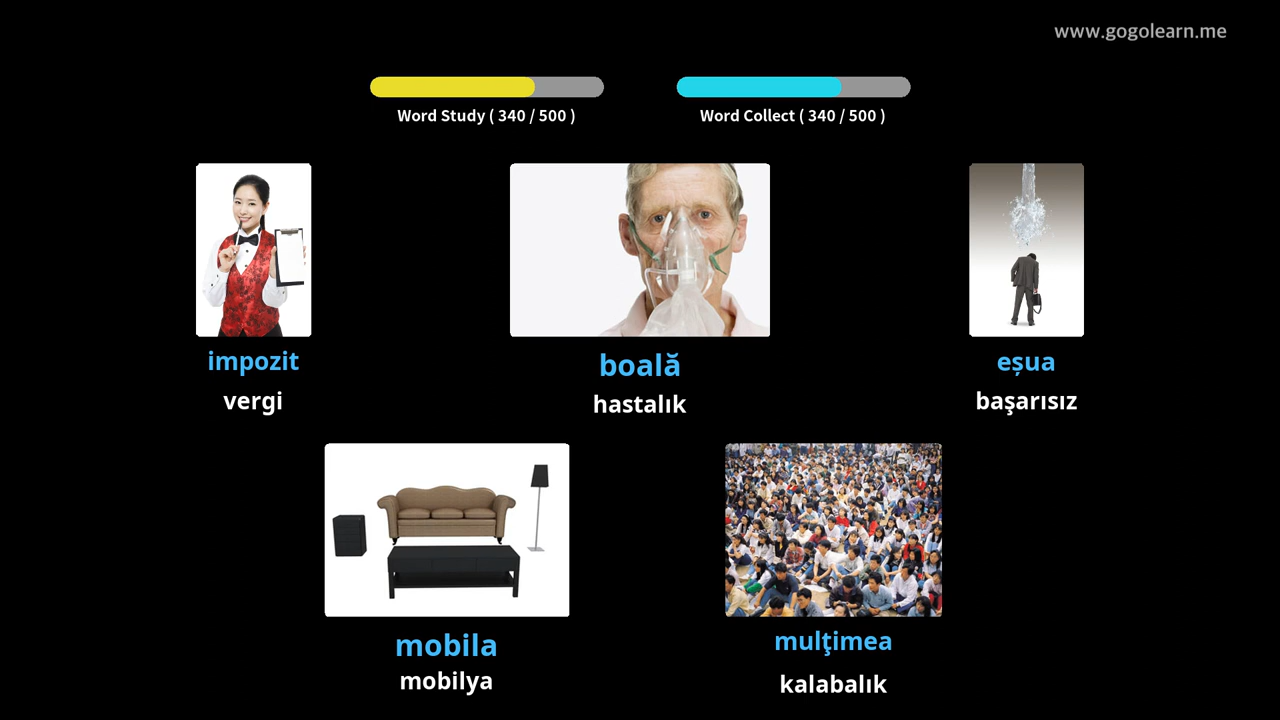 www.gogolearn.me
Word Study ( 340 / 500 )
Word Collect ( 340 / 500 )
impozit
vergi
boală
hastalık
eșua
başarısız
mobila
mobilya
mulţimea
kalabalık